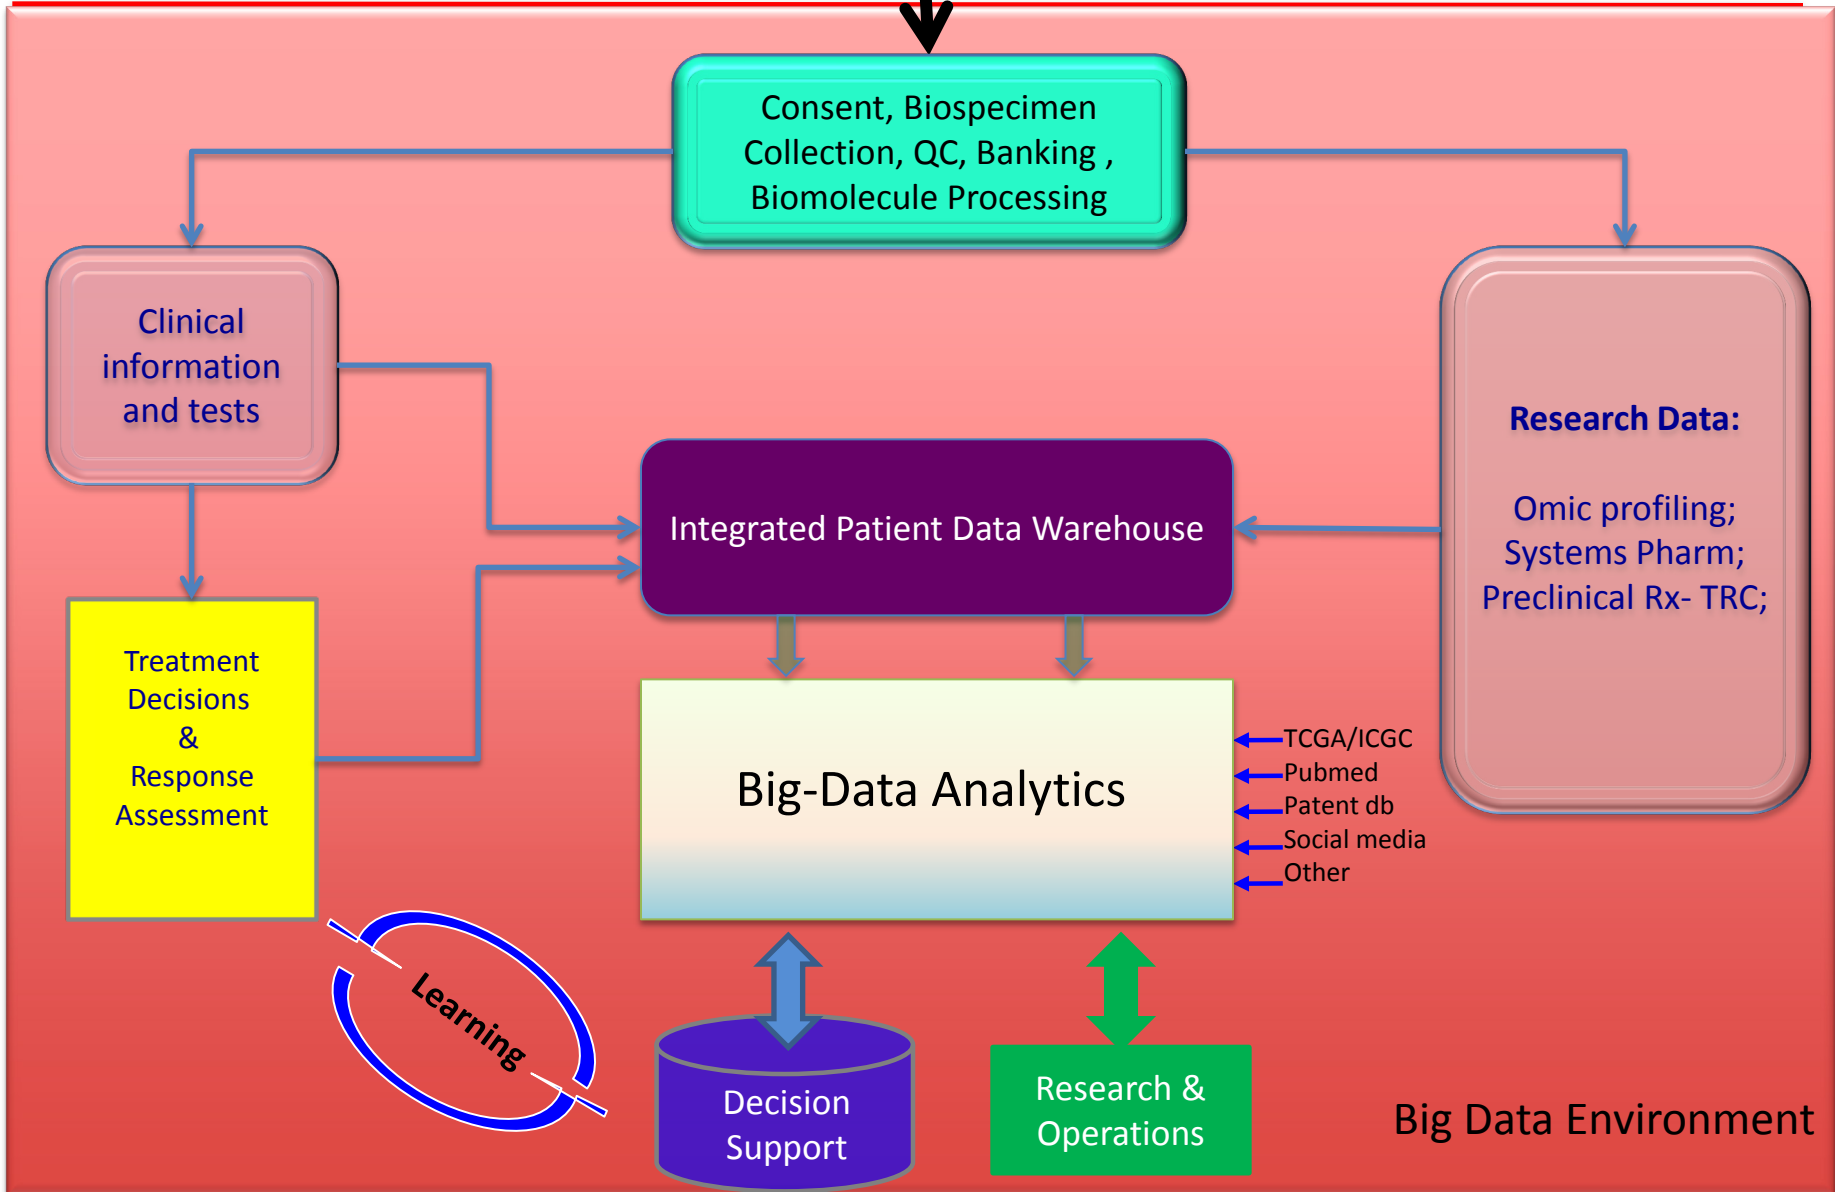 Consent, Biospecimen
Collection, QC, Banking ,
Biomolecule Processing
Clinical
information
and tests
Research Data:
Omic profiling;
Systems Pharm;
Preclinical Rx- TRC;
Integrated Patient Data Warehouse
Treatment
Decisions
&
Response
Assessment
Big-Data Analytics
TCGA/ICGC
Pubmed
Patent db
Social media
Other
Learning
Decision
Support
Research &
Operations
Big Data Environment